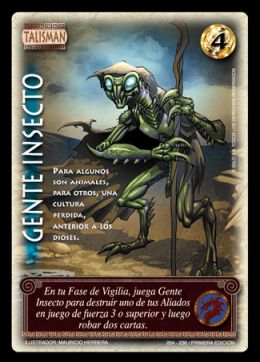 TALISMAN
4
GENTE INSECTO
PARA ALGUNOS
SON ANIMALES,
PARA OTROS, UNA
CULTURA
PERDIDA,
ANTERIOR A LOS
DIOSES.
En tu Fase de Vigilia, juega Gente
Insecto para destruir uno de tus Aliados
en juego de fuerza 3 o superior y luego
robar dos cartas.
ILUSTRADOR: MAURICIO HERRERA
204 - 236 / PRIMERA EDICION